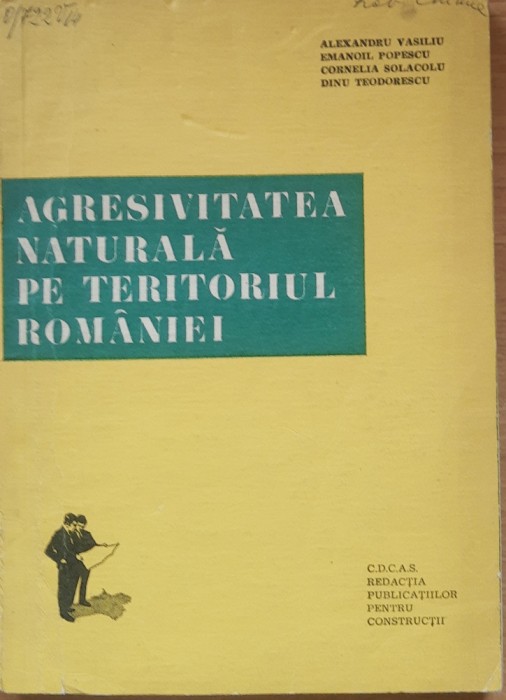 ALEXANDRU VASILIU
EMANOIL POPESCU
CORNELIA SOLACOLU
DINU TEODORESCU
AGRESIVITATEA
NATURALĂ
PE TERITORIUL
ROMÂNIEI
C.D.C.A.S.
REDACȚIA
PUBLICAȚIILOR
PENTRU
CONSTRUCȚII